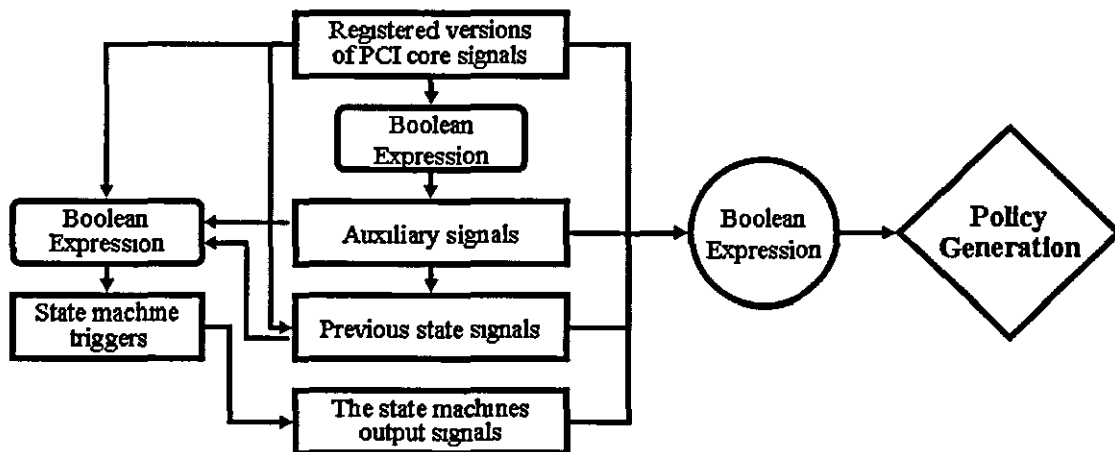 Registered versions
of PCI core signals
Boolean
Expression
Boolean
Expression
Auxiliary signals
Boolean
Expression
Policy
Generation
State machine
triggers
Previous state signals
The state machines
output signals